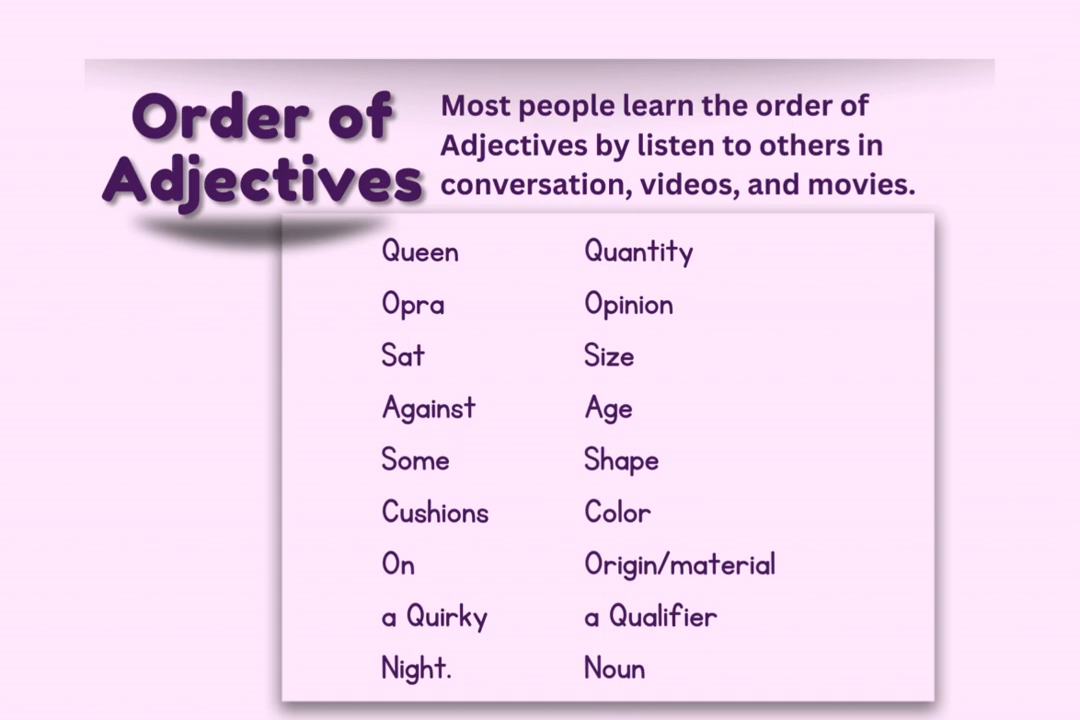 Order of
Adjectives
Most people learn the order of
Adjectives by listen to others in
conversation, videos, and movies.
Queen Quantity
Opra Opinion
Sat Size
Against Age
Some Shape
Cushions Color
On Origin/material
a Quirky a Qualifier
Night. Noun